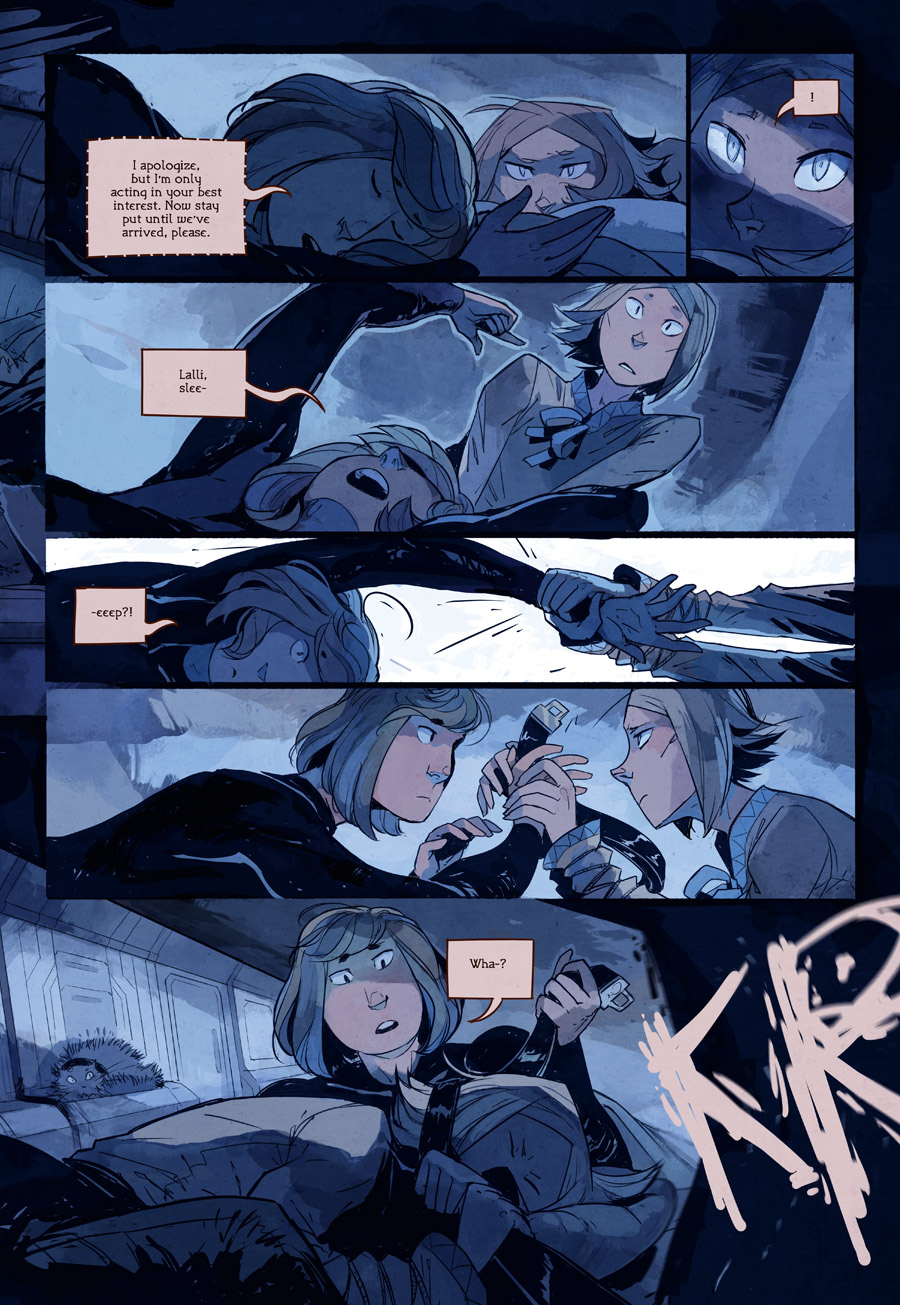 I apologize,
but I'm only
acting in your best
interest. Now stay
put until we've
arrived, please.
!
Lalli,
slee-
-eeep?!
Wha-?
KR